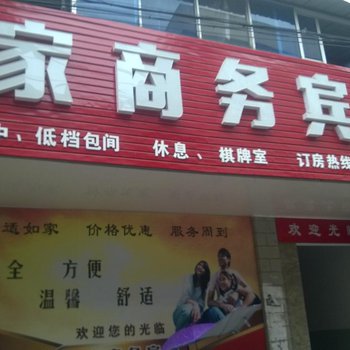 家商务宾
中、低档包间 休息、棋牌室 订房热线
适如家 价格优惠 服务周到
欢迎光临
全 方便
温馨 舒适
欢迎您的光临